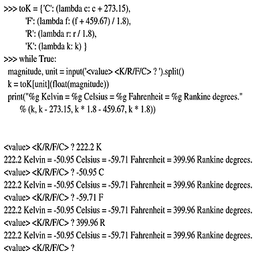 >>> toK = {'C': (lambda c: c + 273.15),
'F': (lambda f: (f + 459.67) / 1.8),
'R': (lambda r: r / 1.8),
'K': (lambda k: k) }
>>> while True:
magnitude, unit = input('<value> <K/R/F/C> ? ').split()
k = toK[unit](float(magnitude))
print("%g Kelvin = %g Celsius = %g Fahrenheit = %g Rankine degrees."
% (k, k - 273.15, k * 1.8 - 459.67, k * 1.8))
<value> <K/R/F/C> ? 222.2 K
222.2 Kelvin = -50.95 Celsius = -59.71 Fahrenheit = 399.96 Rankine degrees.
<value> <K/R/F/C> ? -50.95 C
222.2 Kelvin = -50.95 Celsius = -59.71 Fahrenheit = 399.96 Rankine degrees.
<value> <K/R/F/C> ? -59.71 F
222.2 Kelvin = -50.95 Celsius = -59.71 Fahrenheit = 399.96 Rankine degrees.
<value> <K/R/F/C> ? 399.96 R
222.2 Kelvin = -50.95 Celsius = -59.71 Fahrenheit = 399.96 Rankine degrees.
<value> <K/R/F/C> ?